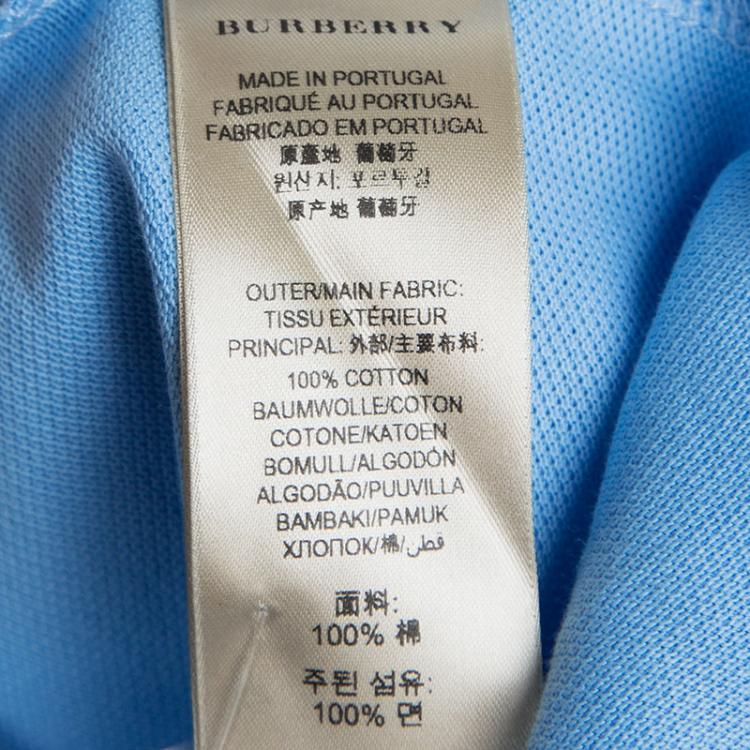 BURBERRY
MADE IN PORTUGAL
FABRIQUÉ AU PORTUGAL
FABRICADO EM PORTUGAL
原產地 葡萄牙
원산지: 포르투갈
原产地 葡萄牙
OUTER/MAIN FABRIC:
TISSU EXTÉRIEUR
PRINCIPAL: 外部/主要布料:
100% COTTON
BAUMWOLLE/COTON
COTONE/KATOEN
BOMULL/ALGODÓN
ALGODÃO/PUUVILLA
BAMBAKI/PAMUK
ХЛОПОК/棉/قطن
面料:
100% 棉
주된 섬유:
100% 면